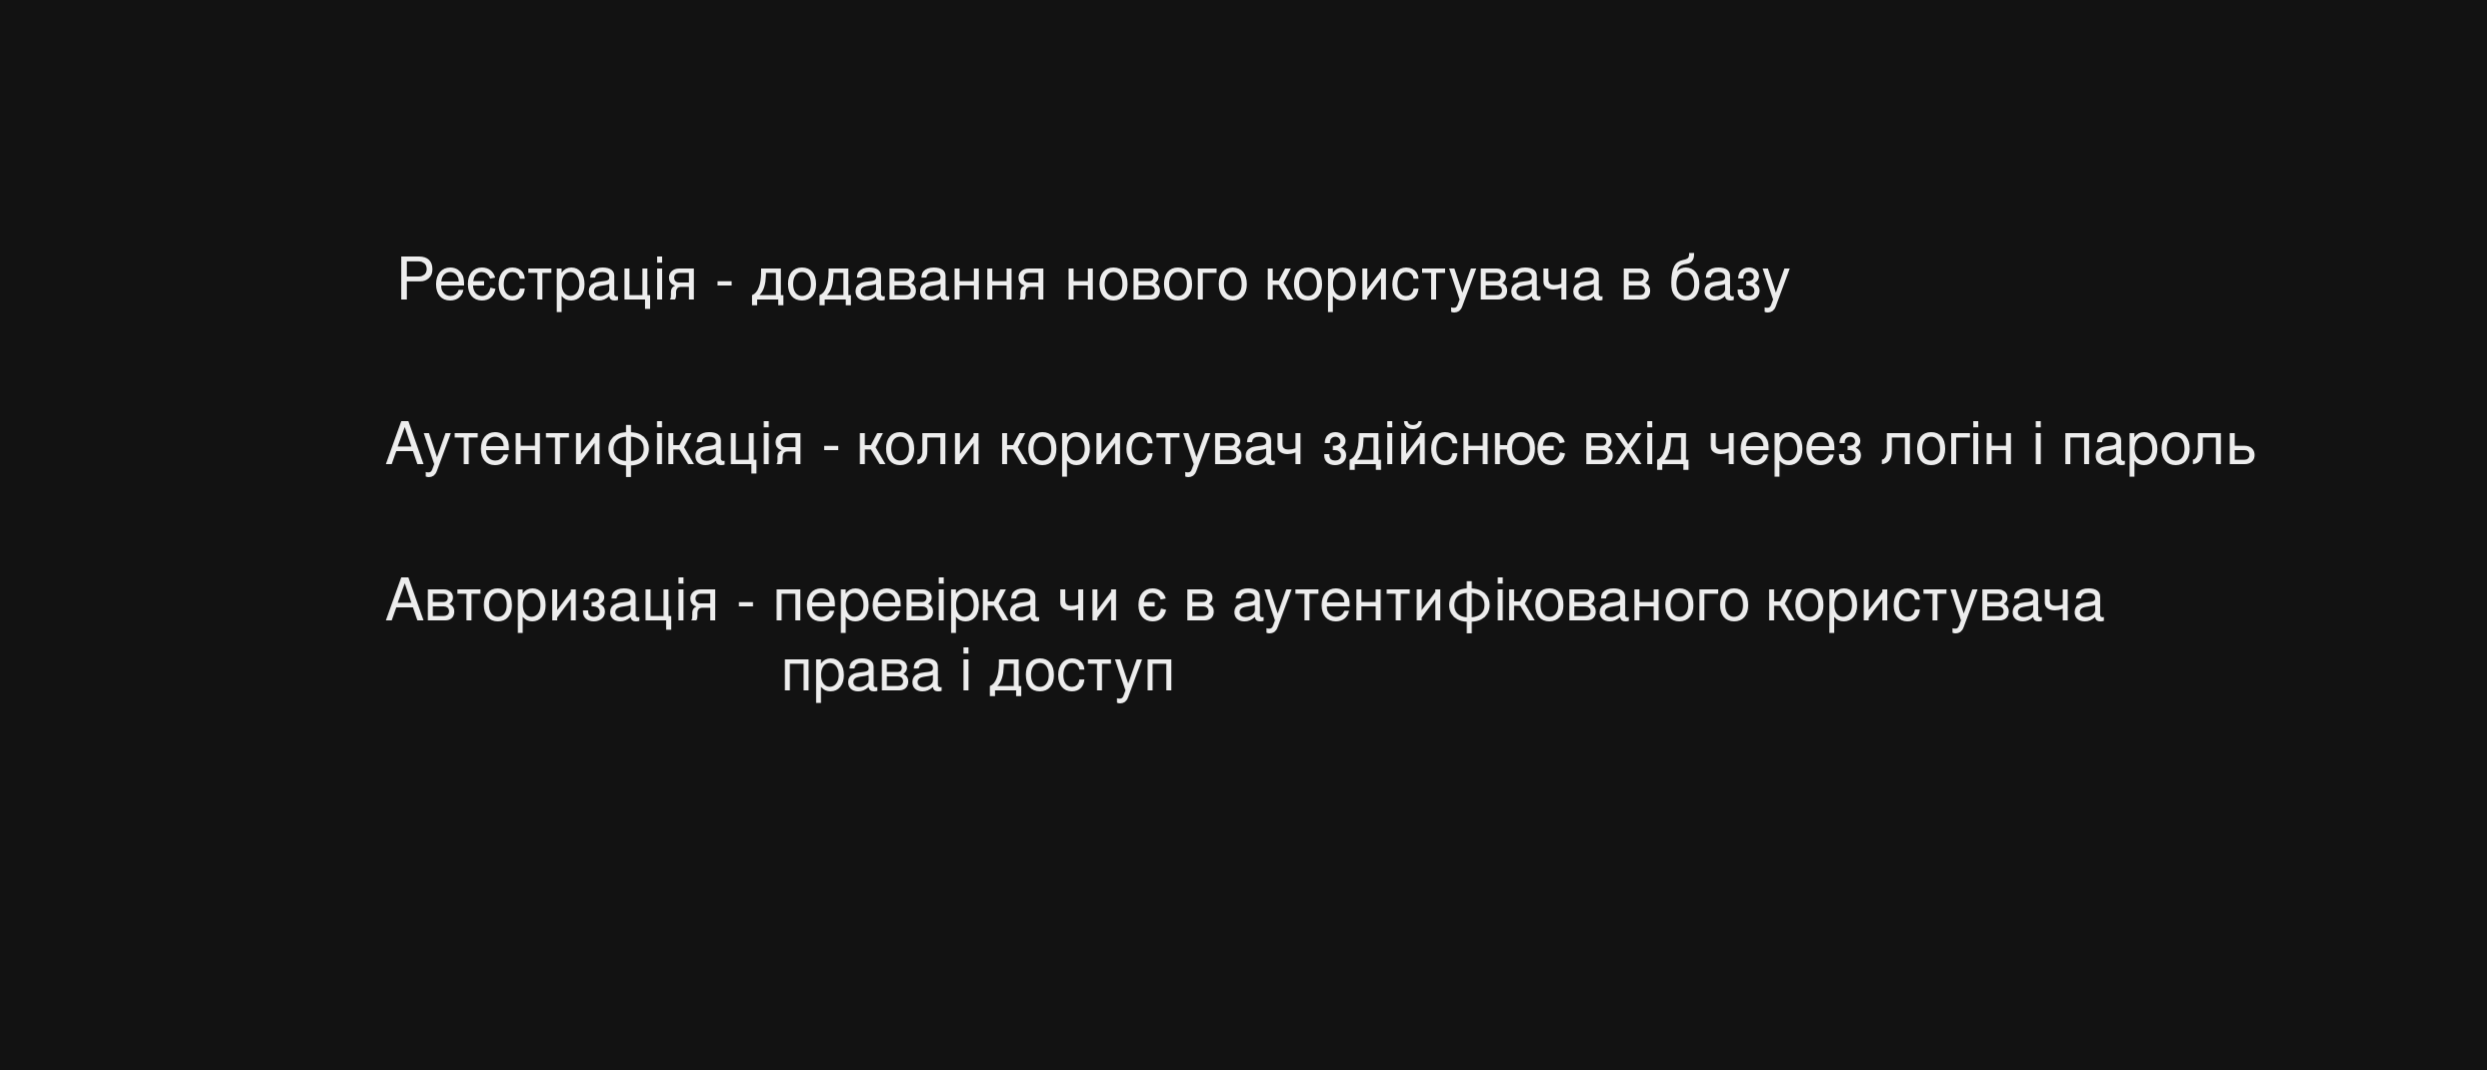 Реєстрація - додавання нового користувача в базу
Аутентифікація - коли користувач здійснює вхід через логін і пароль
Авторизація - перевірка чи є в аутентифікованого користувача
права і доступ